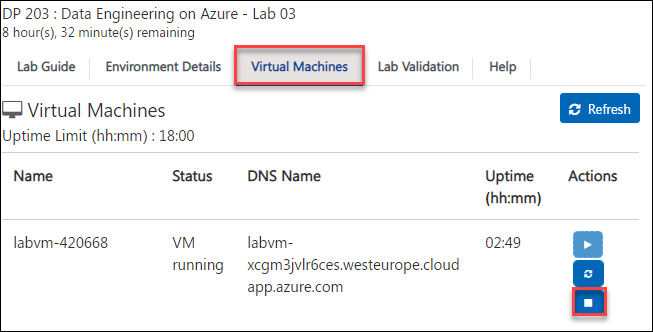 DP 203 : Data Engineering on Azure - Lab 03
8 hour(s), 32 minute(s) remaining
Lab Guide Environment Details Virtual Machines Lab Validation Help
Virtual Machines
Refresh
Uptime Limit (hh:mm) : 18:00
Name Status DNS Name Uptime (hh:mm) Actions
labvm-420668
VM
running
labvm-
xcgm3jvlr6ces.westeurope.cloud
app.azure.com
02:49